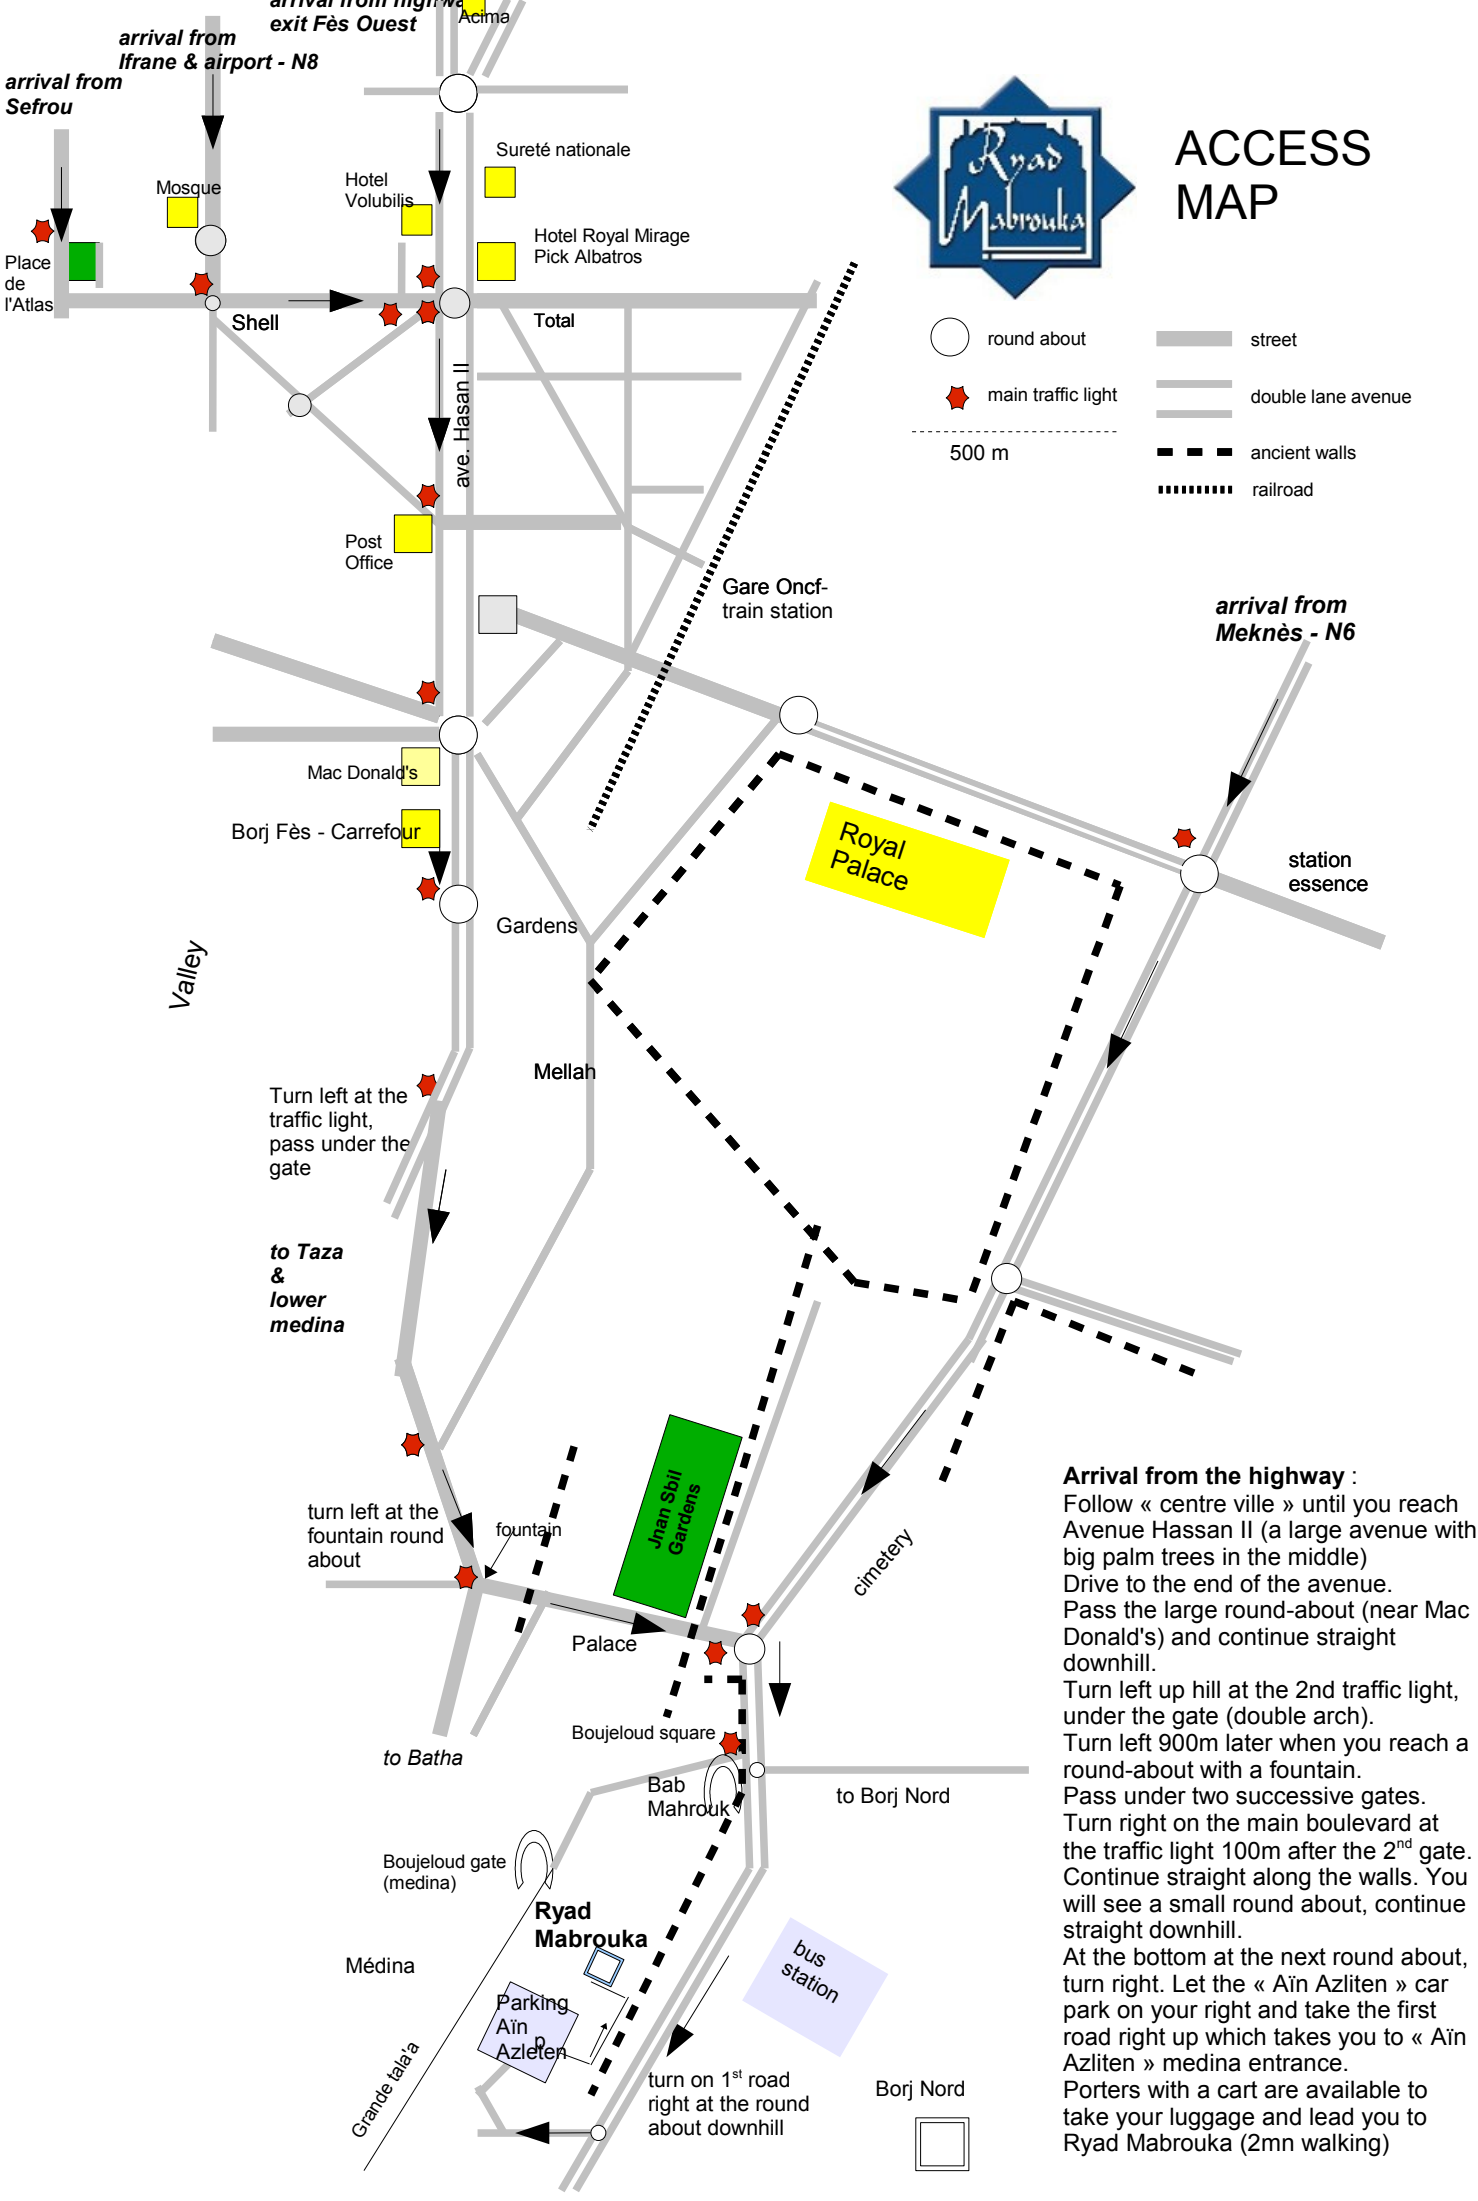 arrival from highwa
exit Fès Ouest
Acima
arrival from
Ifrane & airport - N8
arrival from
Sefrou
Ryad
Mabrouka
ACCESS
MAP
Sureté nationale
Mosque
Hotel
Volubilis
Hotel Royal Mirage
Pick Albatros
Place
de
l'Atlas
Shell
Total
round about
street
main traffic light
double lane avenue
500 m
ancient walls
railroad
ave. Hasan II
Post
Office
Gare Oncf-
train station
arrival from
Meknès - N6
Mac Donald's
Borj Fès - Carrefour
Royal
Palace
station
essence
Gardens
Valley
Mellah
Turn left at the
traffic light,
pass under the
gate
to Taza
&
lower
medina
Jnan Sbil
Gardens
turn left at the
fountain round
about
fountain
cimetery
Palace
Boujeloud square
to Batha
Bab
Mahrouk
to Borj Nord
Boujeloud gate
(medina)
Ryad
Mabrouka
Médina
bus
station
Parking
Aïn
Azleten
p
Grande tala'a
turn on 1st road
right at the round
about downhill
Borj Nord
Arrival from the highway :
Follow « centre ville » until you reach
Avenue Hassan II (a large avenue with
big palm trees in the middle)
Drive to the end of the avenue.
Pass the large round-about (near Mac
Donald's) and continue straight
downhill.
Turn left up hill at the 2nd traffic light,
under the gate (double arch).
Turn left 900m later when you reach a
round-about with a fountain.
Pass under two successive gates.
Turn right on the main boulevard at
the traffic light 100m after the 2nd gate.
Continue straight along the walls. You
will see a small round about, continue
straight downhill.
At the bottom at the next round about,
turn right. Let the « Aïn Azliten » car
park on your right and take the first
road right up which takes you to « Aïn
Azliten » medina entrance.
Porters with a cart are available to
take your luggage and lead you to
Ryad Mabrouka (2mn walking)